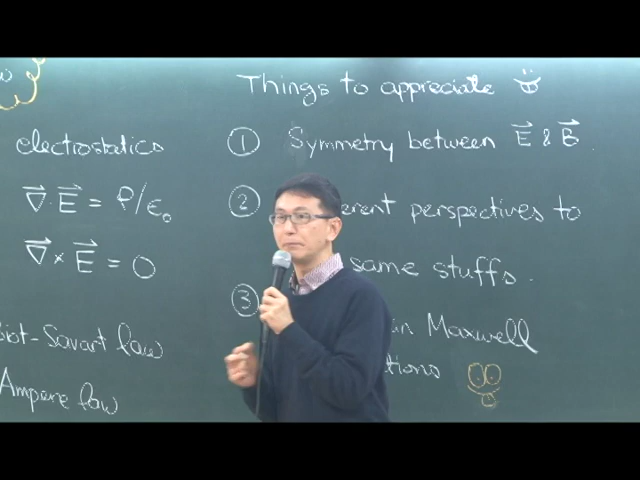 electrostatics
∇⃗·E⃗ = ρ/ε₀
∇⃗×E⃗ = 0
Biot-Savart law
Ampere law
Things to appreciate
① Symmetry between E⃗ & B⃗.
② erent perspectives to
same stuffs.
③ in Maxwell
tions